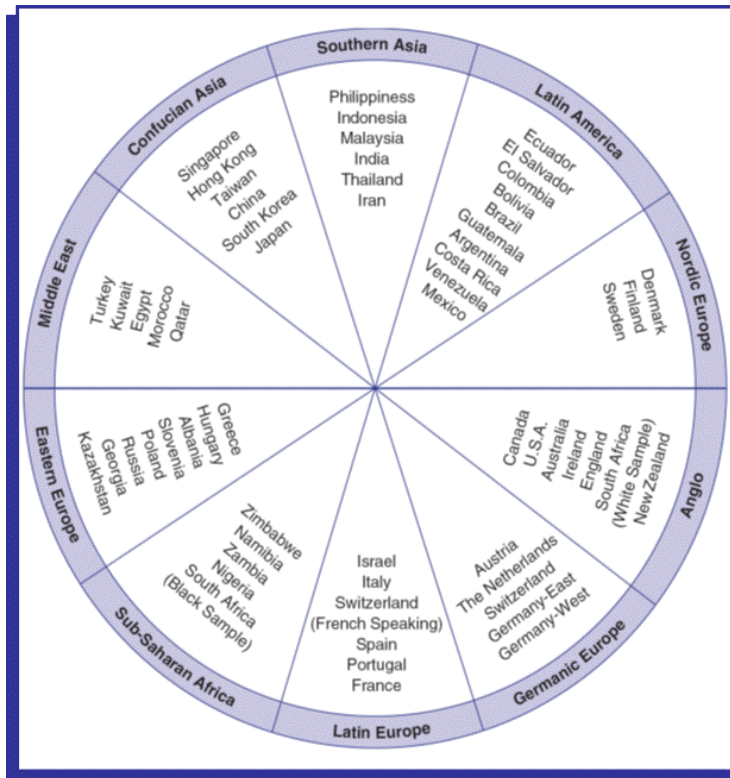 Southern Asia
Philippiness
Indonesia
Malaysia
India
Thailand
Iran
Latin America
Ecuador
El Salvador
Colombia
Bolivia
Brazil
Guatemala
Argentina
Costa Rica
Venezuela
Mexico
Nordic Europe
Denmark
Finland
Sweden
Anglo
Canada
U.S.A.
Australia
Ireland
England
South Africa
(White Sample)
New Zealand
Germanic Europe
Austria
The Netherlands
Switzerland
Germany-East
Germany-West
Latin Europe
Israel
Italy
Switzerland
(French Speaking)
Spain
Portugal
France
Sub-Saharan Africa
Zimbabwe
Namibia
Zambia
Nigeria
South Africa
(Black Sample)
Eastern Europe
Greece
Hungary
Albania
Slovenia
Poland
Russia
Georgia
Kazakhstan
Middle East
Turkey
Kuwait
Egypt
Morocco
Qatar
Confucian Asia
Singapore
Hong Kong
Taiwan
China
South Korea
Japan